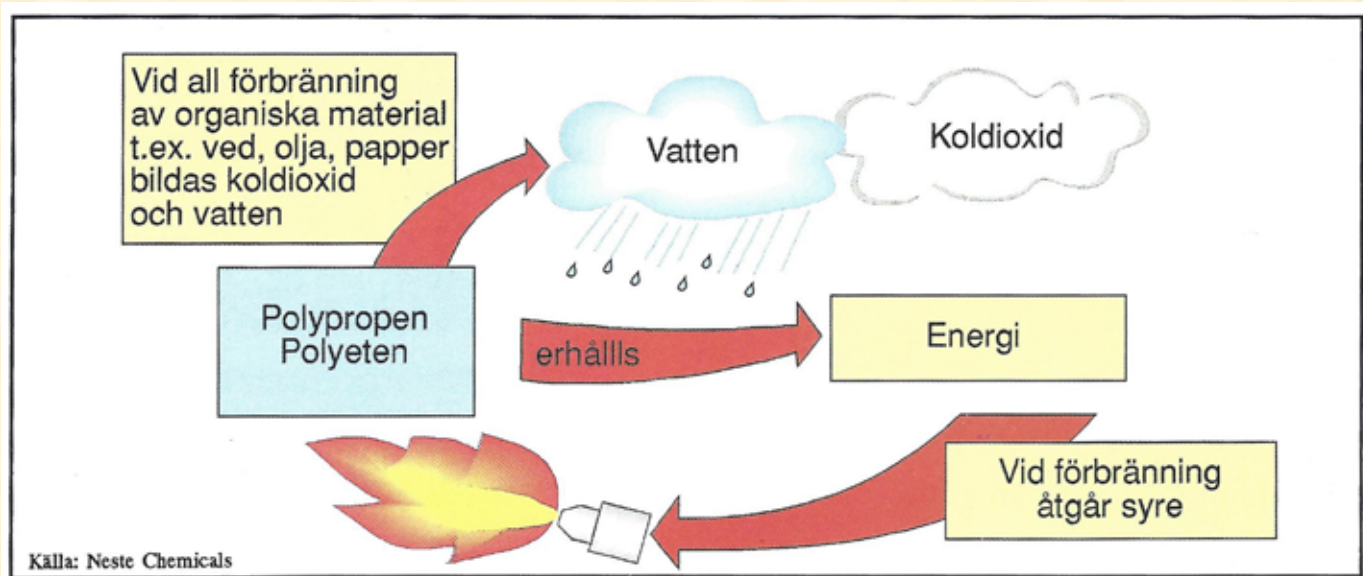 Vid all förbränning
av organiska material
t.ex. ved, olja, papper
bildas koldioxid
och vatten
Vatten
Koldioxid
Polypropen
Polyeten
erhållls
Energi
Vid förbränning
åtgår syre
Källa: Neste Chemicals